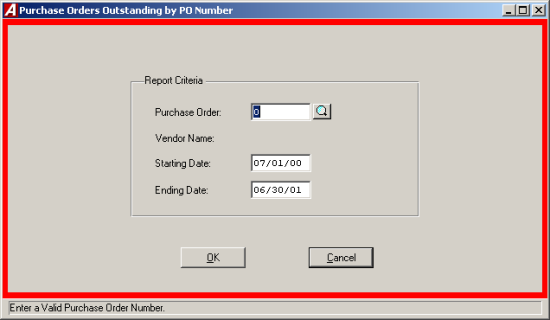 A Purchase Orders Outstanding by PO Number
Report Criteria
Purchase Order: 0
Vendor Name:
Starting Date: 07/01/00
Ending Date: 06/30/01
OK Cancel
Enter a Valid Purchase Order Number.